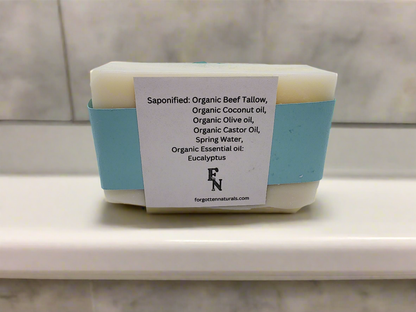 Saponified: Organic Beef Tallow,
Organic Coconut oil,
Organic Olive oil,
Organic Castor Oil,
Spring Water,
Organic Essential oil:
Eucalyptus
FN
forgottennaturals.com